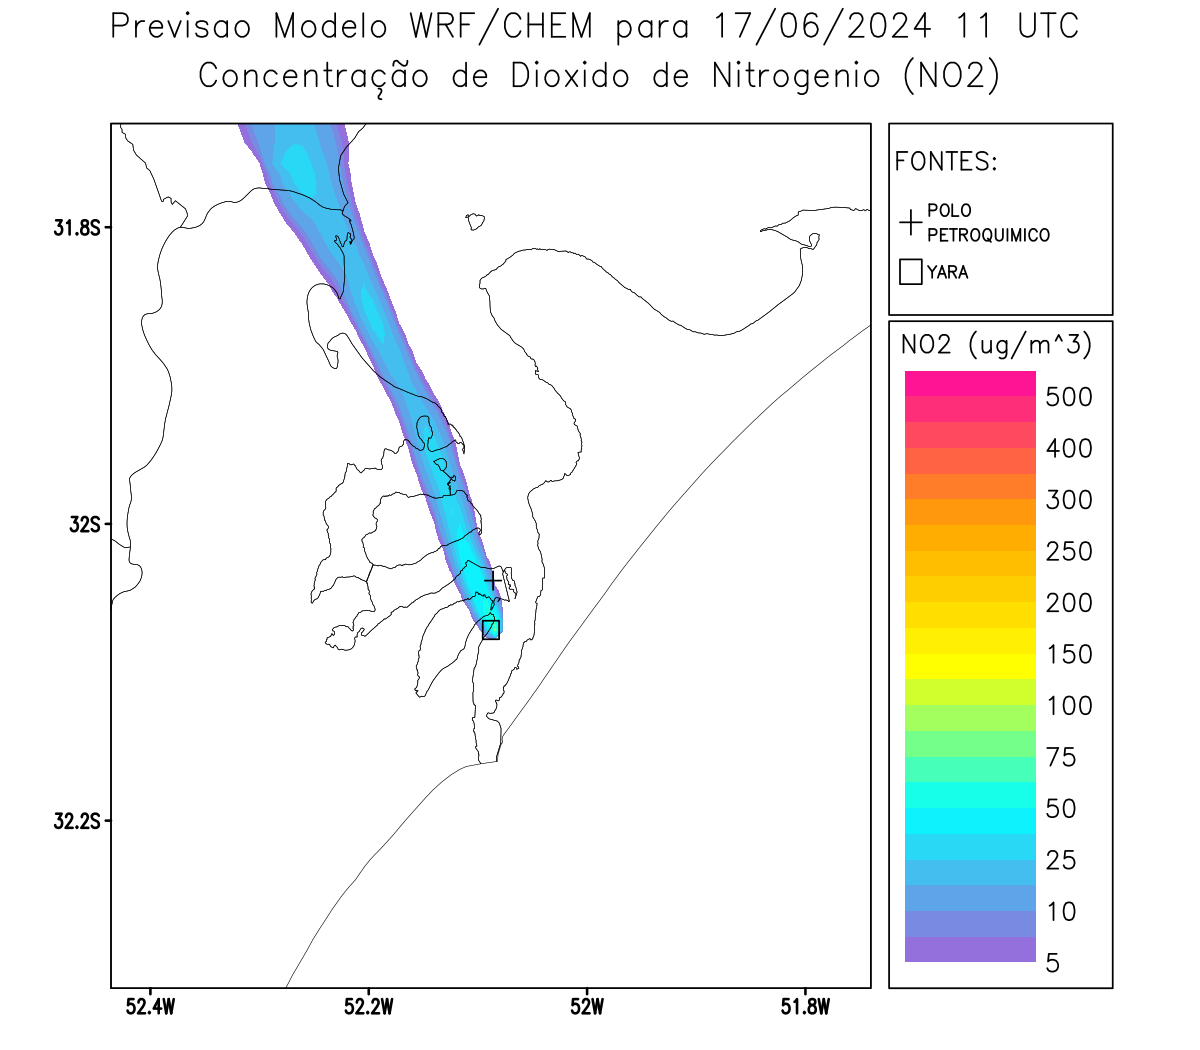 Previsao Modelo WRF/CHEM para 17/06/2024 11 UTC
Concentração de Dioxido de Nitrogenio (NO2)
FONTES:
POLO
PETROQUIMICO
YARA
31.8S
32S
32.2S
52.4W
52.2W
52W
51.8W
NO2 (ug/m^3)
500
400
300
250
200
150
100
75
50
25
10
5